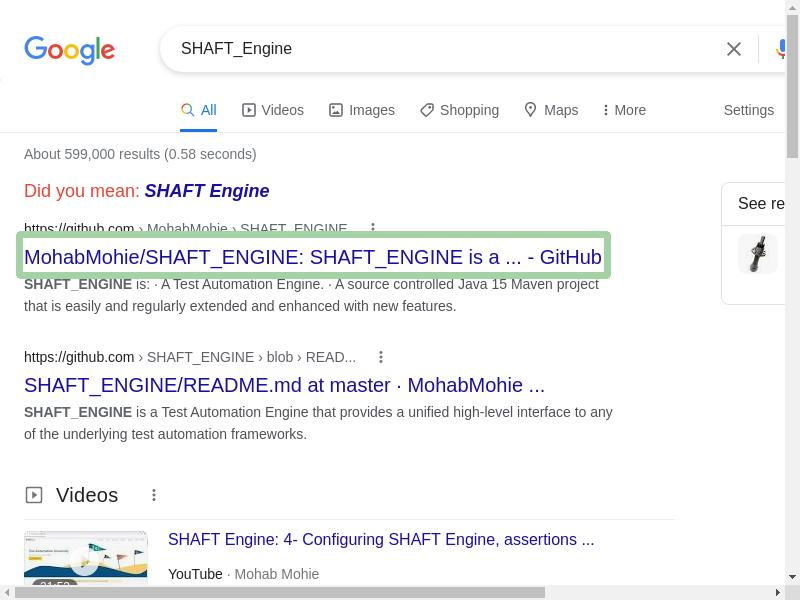 Google
SHAFT_Engine
All Videos Images Shopping Maps More Settings
About 599,000 results (0.58 seconds)
Did you mean: SHAFT Engine
https://github.com › MohabMohie › SHAFT_ENGINE
MohabMohie/SHAFT_ENGINE: SHAFT_ENGINE is a ... - GitHub
SHAFT_ENGINE is: · A Test Automation Engine. · A source controlled Java 15 Maven project
that is easily and regularly extended and enhanced with new features.
See re
https://github.com › SHAFT_ENGINE › blob › READ...
SHAFT_ENGINE/README.md at master · MohabMohie ...
SHAFT_ENGINE is a Test Automation Engine that provides a unified high-level interface to any
of the underlying test automation frameworks.
Videos
SHAFT Engine: 4- Configuring SHAFT Engine, assertions ...
YouTube · Mohab Mohie